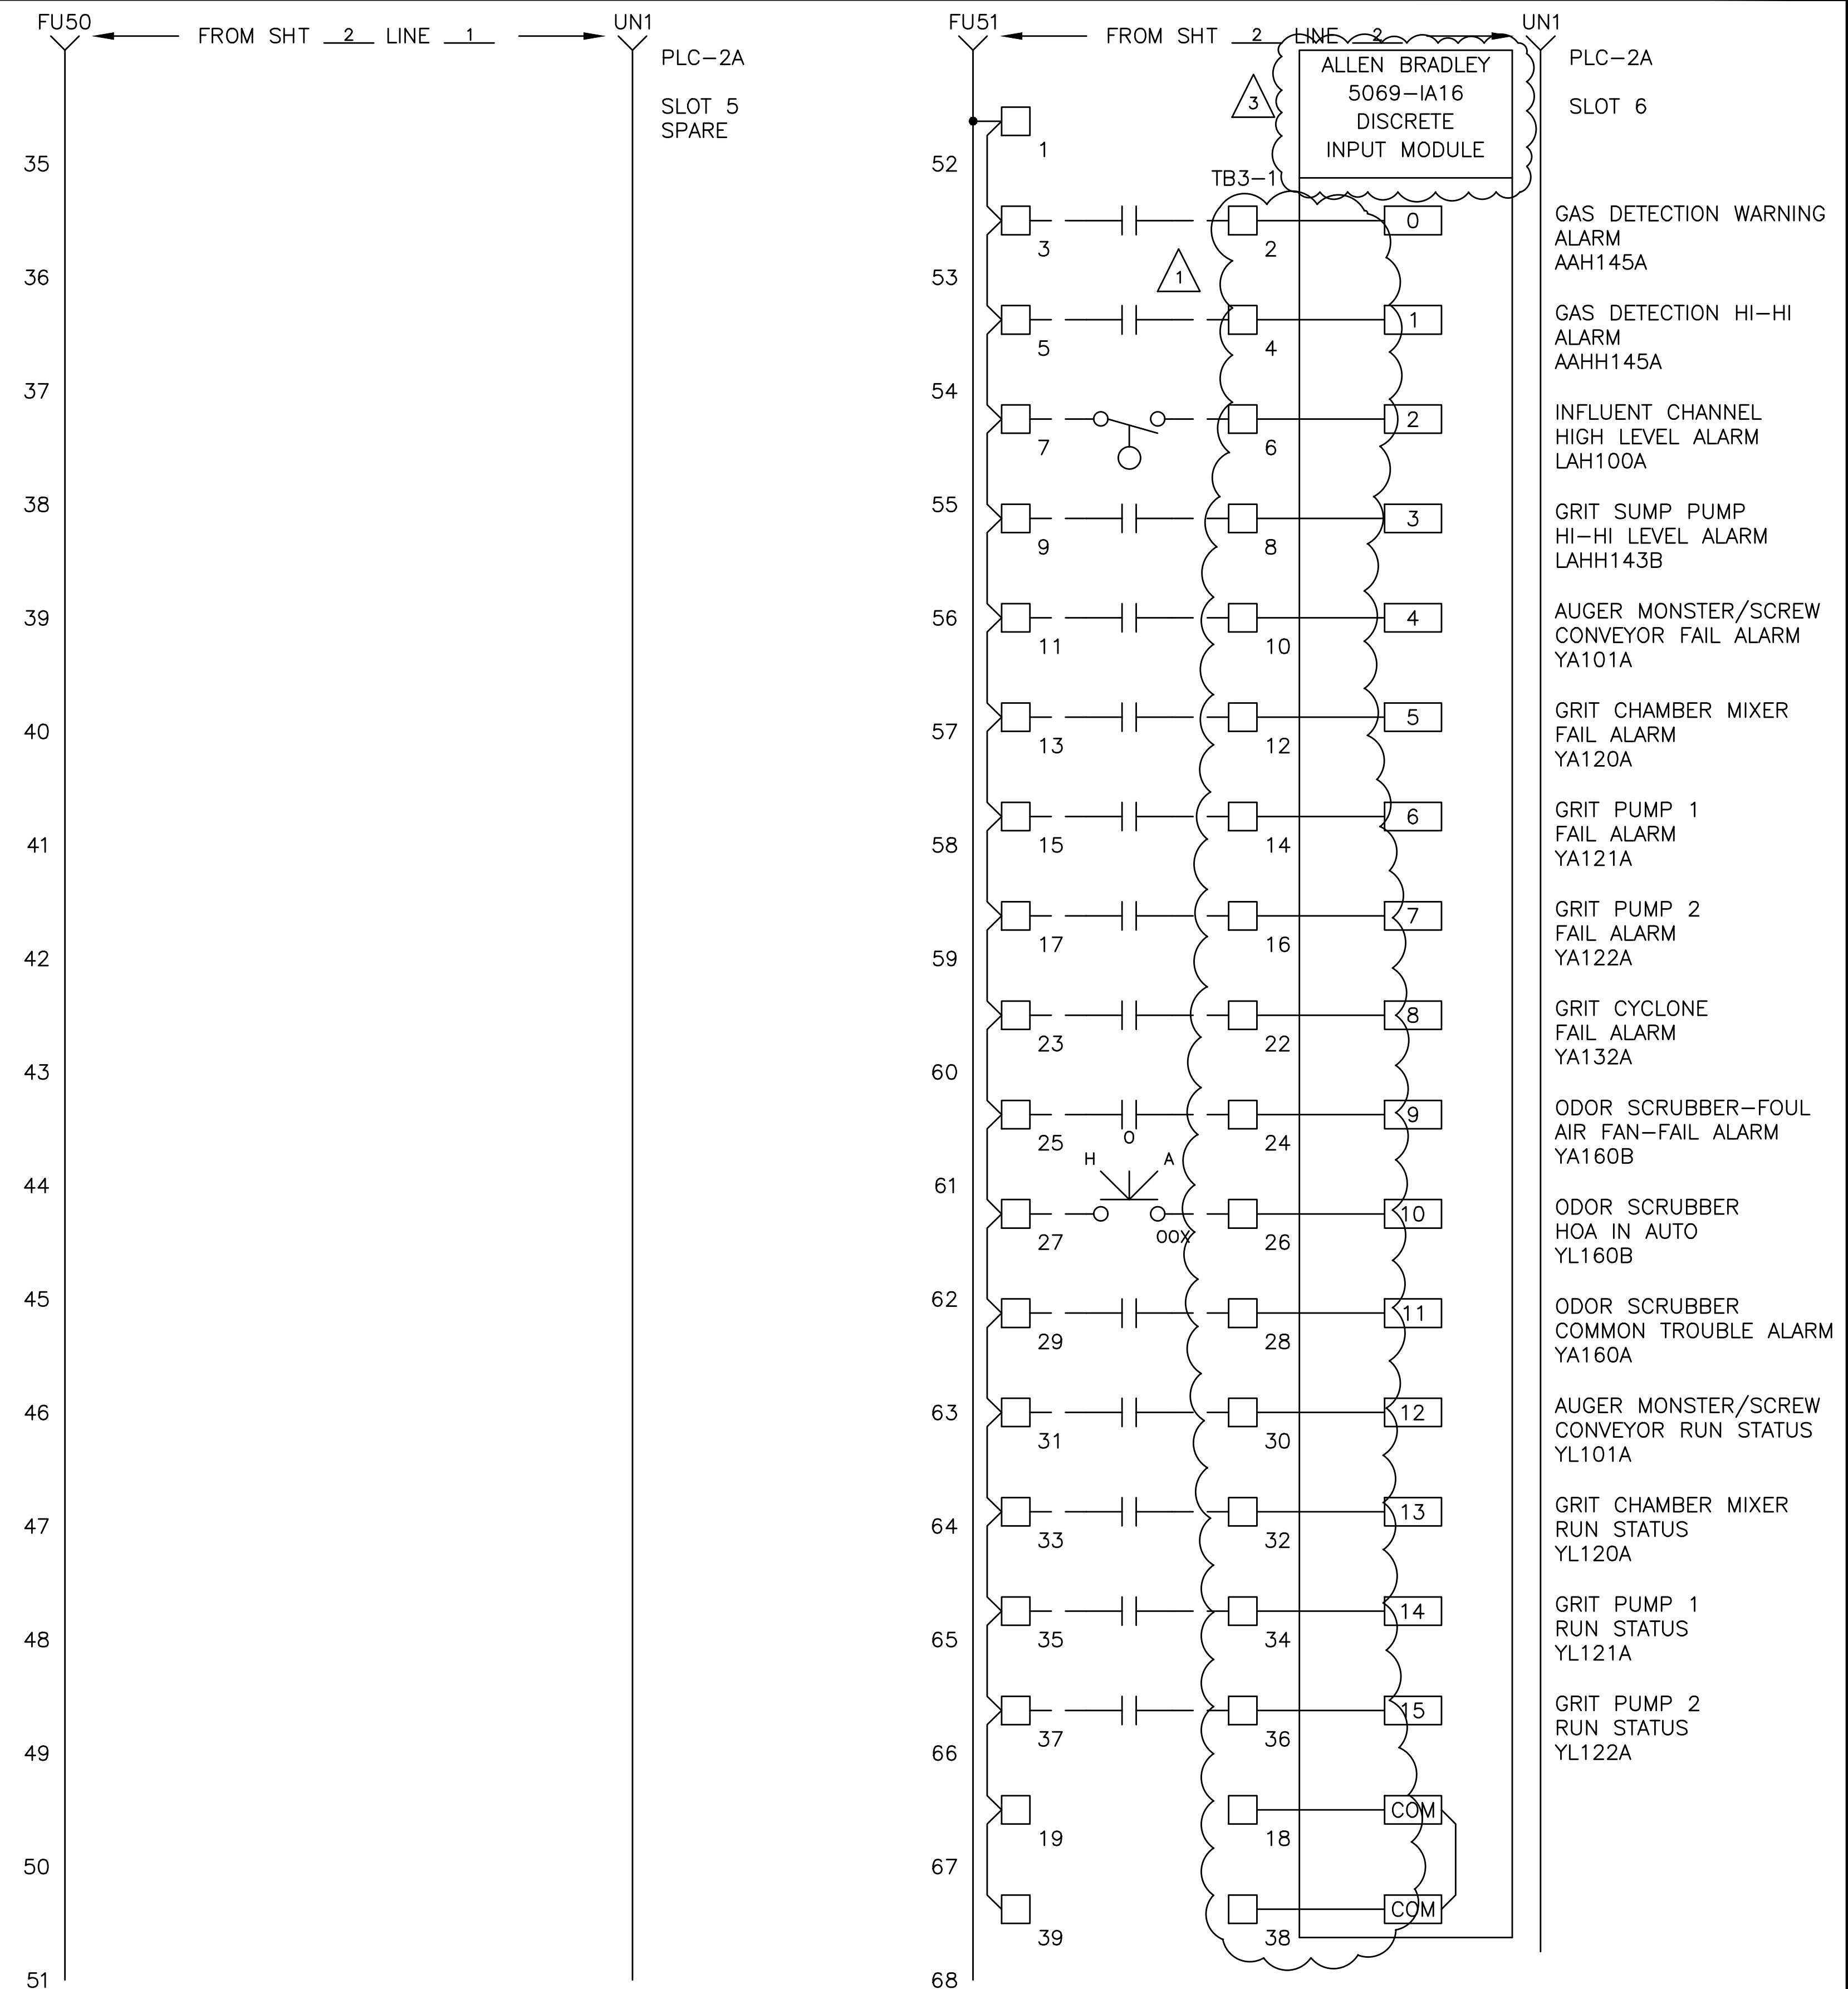 FU50
FROM SHT 2 LINE 1
UN1
PLC-2A
SLOT 5
SPARE
35
36
37
38
39
40
41
42
43
44
45
46
47
48
49
50
51
FU51
FROM SHT 2 LINE 2
UN1
PLC-2A
SLOT 6
ALLEN BRADLEY
5069-IA16
DISCRETE
INPUT MODULE
3
1
52
TB3-1
3 2 0
GAS DETECTION WARNING
ALARM
AAH145A
53
1
5 4 1
GAS DETECTION HI-HI
ALARM
AAHH145A
54
7 6 2
INFLUENT CHANNEL
HIGH LEVEL ALARM
LAH100A
55
9 8 3
GRIT SUMP PUMP
HI-HI LEVEL ALARM
LAHH143B
56
11 10 4
AUGER MONSTER/SCREW
CONVEYOR FAIL ALARM
YA101A
57
13 12 5
GRIT CHAMBER MIXER
FAIL ALARM
YA120A
58
15 14 6
GRIT PUMP 1
FAIL ALARM
YA121A
59
17 16 7
GRIT PUMP 2
FAIL ALARM
YA122A
23 22 8
GRIT CYCLONE
FAIL ALARM
YA132A
60
25 24 9
ODOR SCRUBBER-FOUL
AIR FAN-FAIL ALARM
YA160B
61
H O A
OOX
27 26 10
ODOR SCRUBBER
HOA IN AUTO
YL160B
62
29 28 11
ODOR SCRUBBER
COMMON TROUBLE ALARM
YA160A
63
31 30 12
AUGER MONSTER/SCREW
CONVEYOR RUN STATUS
YL101A
64
33 32 13
GRIT CHAMBER MIXER
RUN STATUS
YL120A
65
35 34 14
GRIT PUMP 1
RUN STATUS
YL121A
66
37 36 15
GRIT PUMP 2
RUN STATUS
YL122A
19 18 COM
67
39 38 COM
68